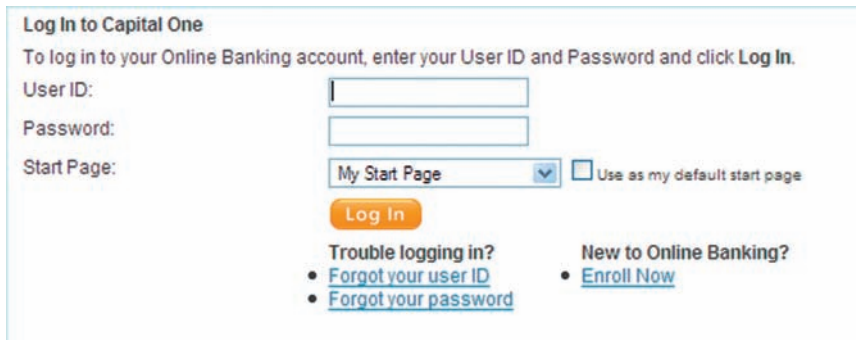 Log In to Capital One
To log in to your Online Banking account, enter your User ID and Password and click Log In.
User ID:
Password:
Start Page:
My Start Page
Use as my default start page
Log In
Trouble logging in?
New to Online Banking?
Forgot your user ID
Enroll Now
Forgot your password